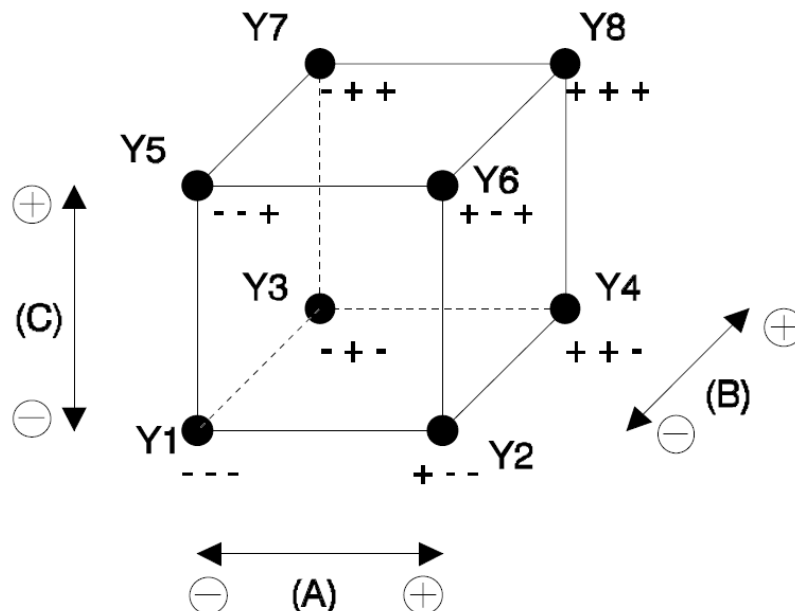 Y7 Y8
- + + + + +
Y5 Y6
+ - - + + - +
Y3 Y4
(C) +
- + - + + -
(B)
- Y1 Y2 -
- - - + - -
- (A) +